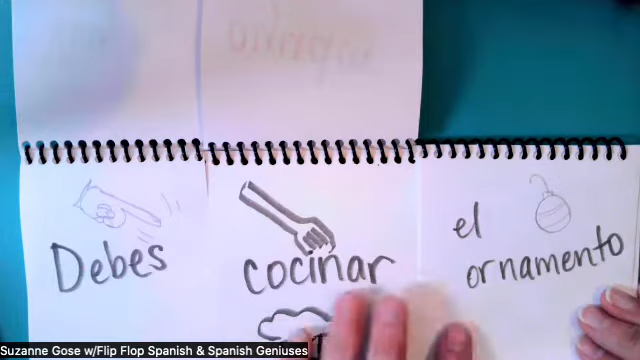 Debes
cocinar
el
ornamento
Suzanne Gose w/Flip Flop Spanish & Spanish Geniuses